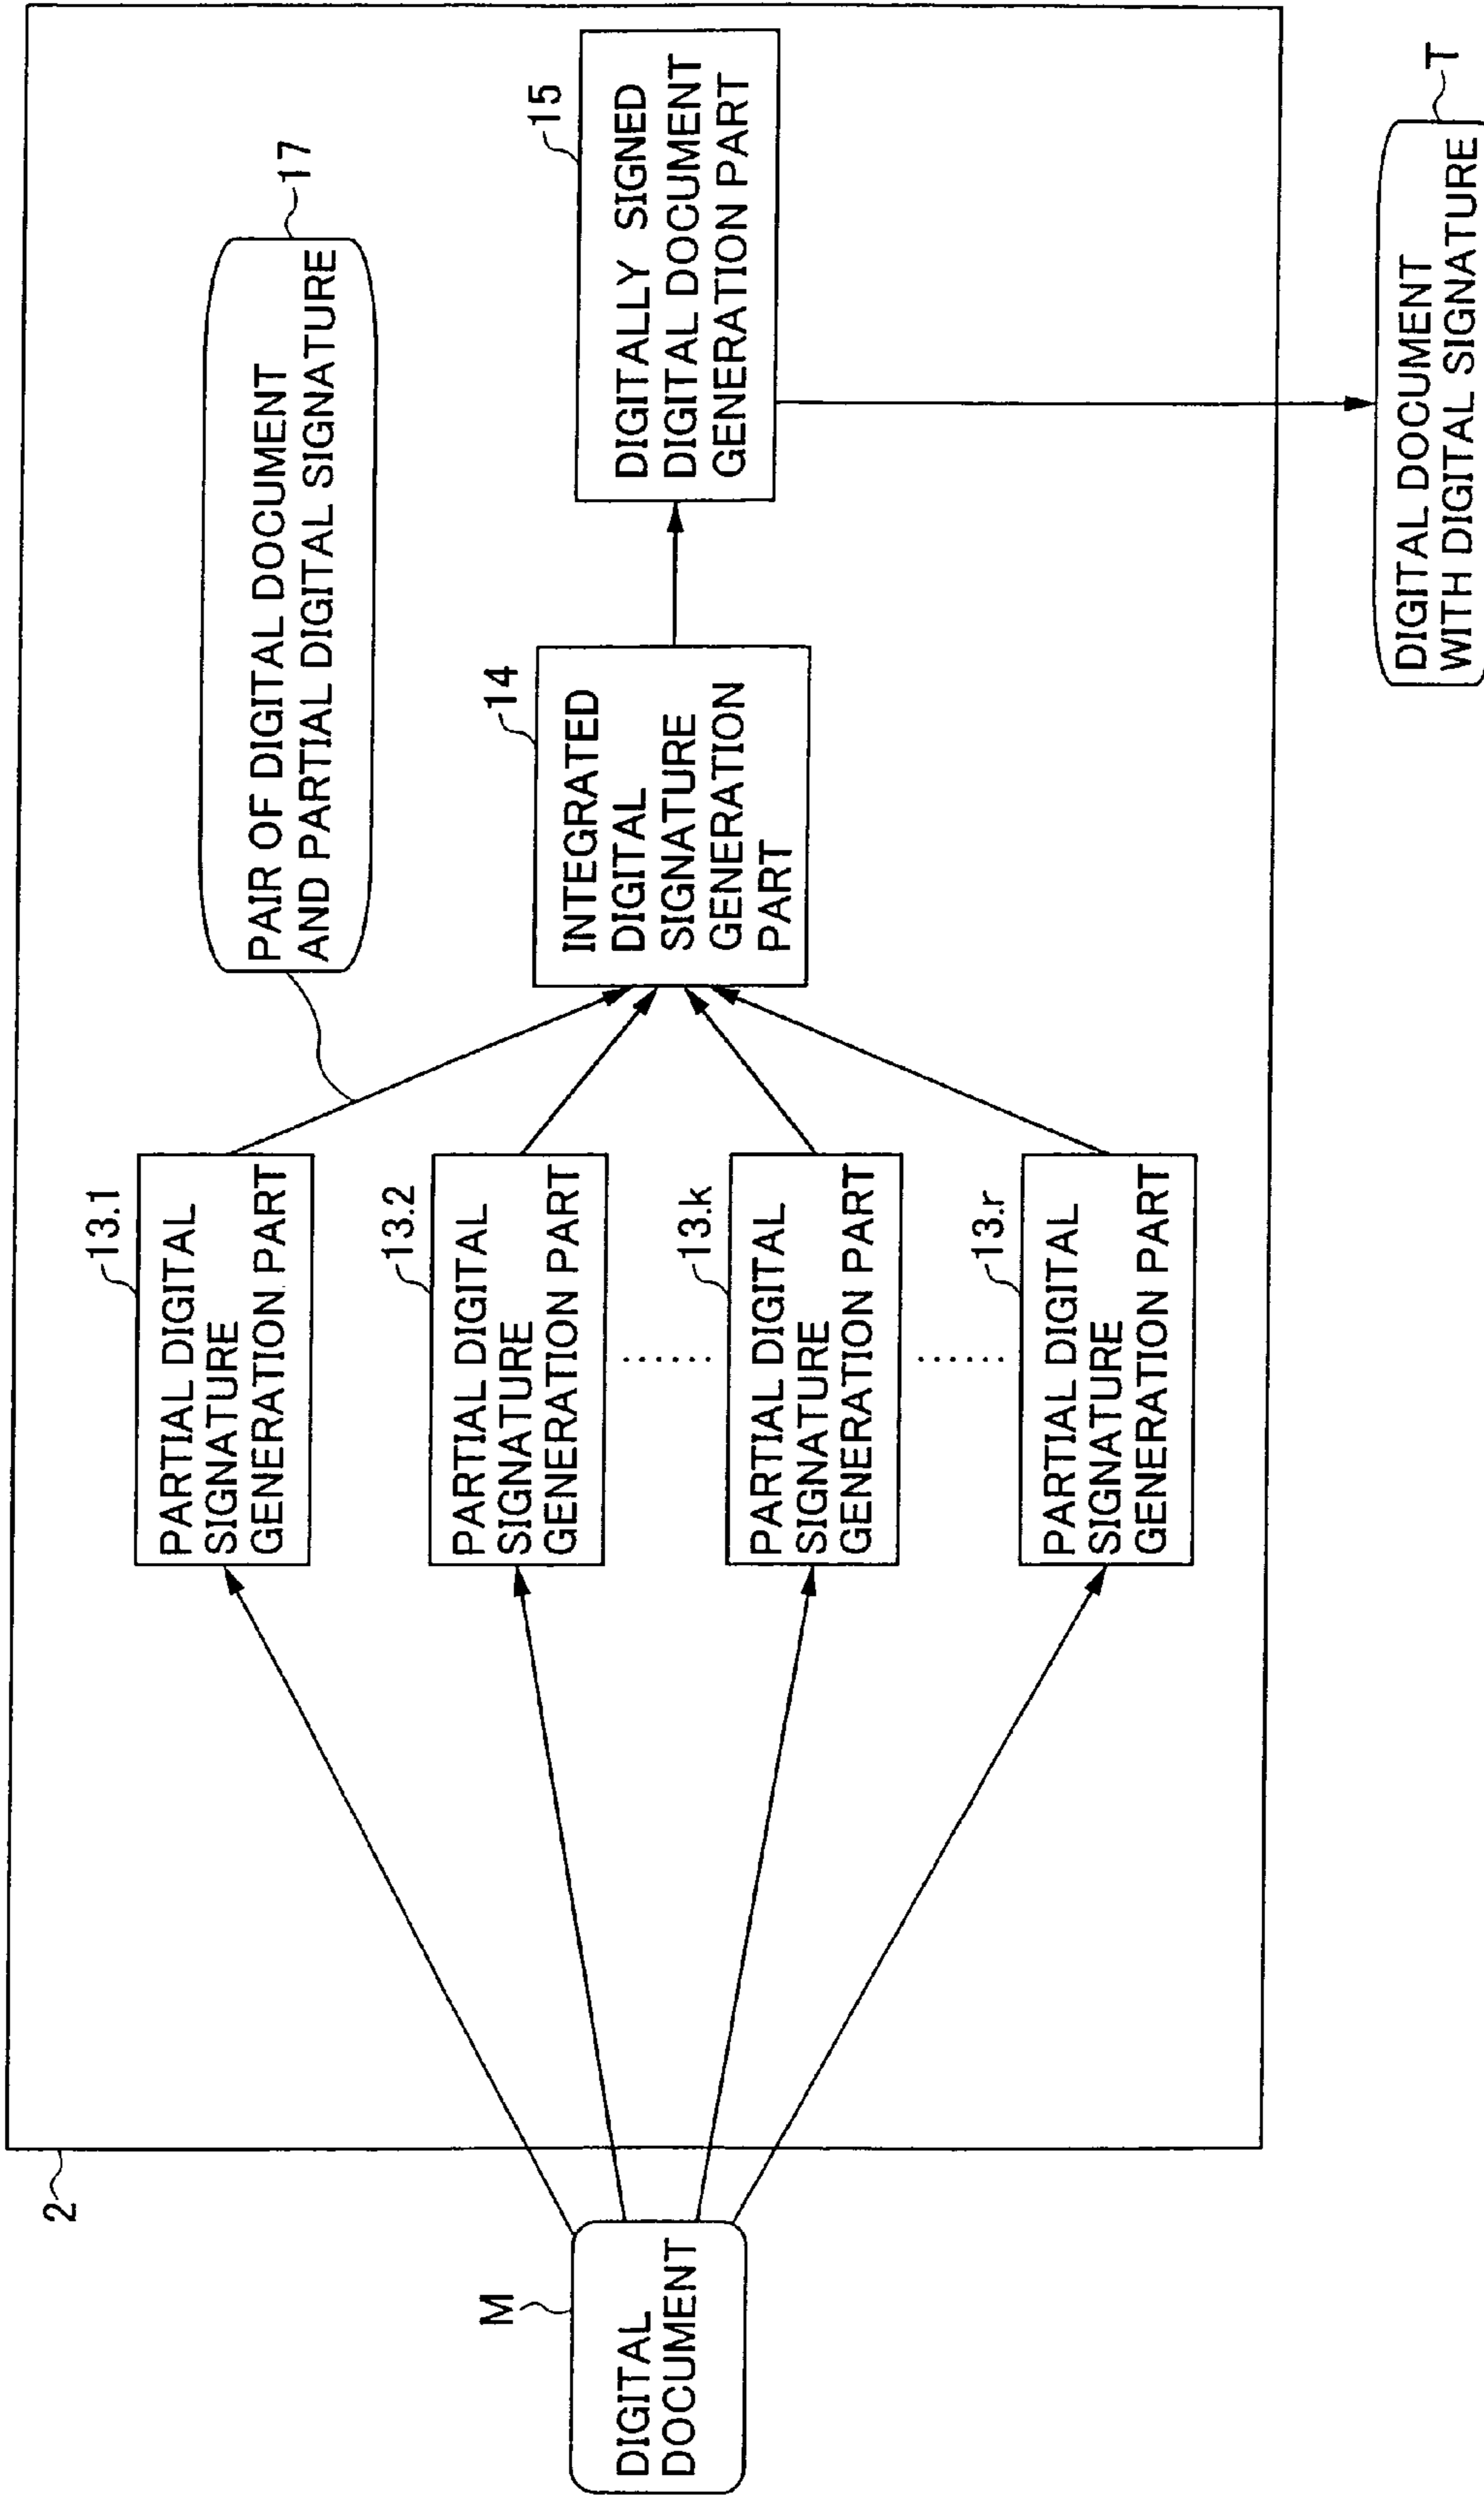 2
M
DIGITAL
DOCUMENT
13.1
PARTIAL DIGITAL
SIGNATURE
GENERATION PART
13.2
PARTIAL DIGITAL
SIGNATURE
GENERATION PART
13.k
PARTIAL DIGITAL
SIGNATURE
GENERATION PART
13.r
PARTIAL DIGITAL
SIGNATURE
GENERATION PART
17
PAIR OF DIGITAL DOCUMENT
AND PARTIAL DIGITAL SIGNATURE
14
INTEGRATED
DIGITAL
SIGNATURE
GENERATION
PART
15
DIGITALLY SIGNED
DIGITAL DOCUMENT
GENERATION PART
T
DIGITAL DOCUMENT
WITH DIGITAL SIGNATURE